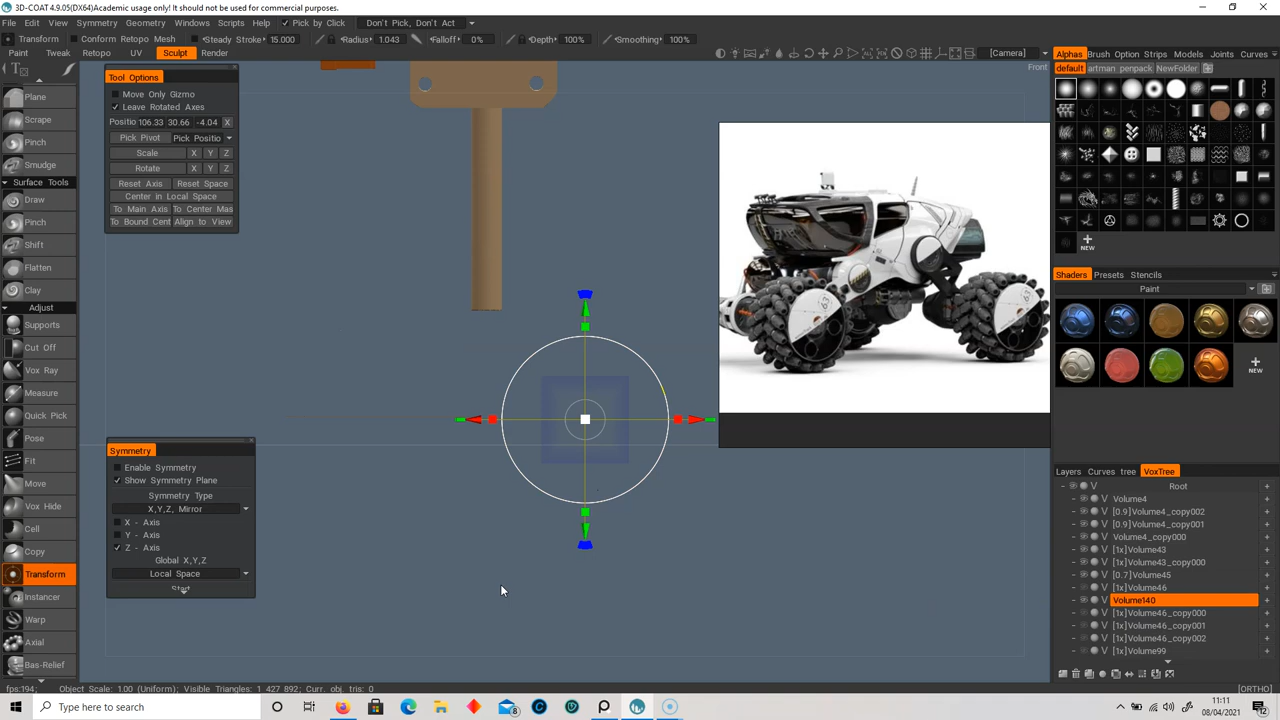 3D-COAT 4.9.05(DX64)Academic usage only! It should not be used for commercial purposes.
File Edit View Symmetry Geometry Windows Scripts Help Pick by Click Don't Pick, Don't Act
Transform Conform Retopo Mesh Steady Stroke 15.000 Radius 1.043 Falloff 0% Depth 100% Smoothing 100%
Paint Tweak Retopo UV Sculpt Render [Camera]
Front
Plane
Scrape
Pinch
Smudge
Surface Tools
Draw
Pinch
Shift
Flatten
Clay
Adjust
Supports
Cut Off
Vox Ray
Measure
Quick Pick
Pose
Fit
Move
Vox Hide
Cell
Copy
Transform
Instancer
Warp
Axial
Bas-Relief
Tool Options
Move Only Gizmo
Leave Rotated Axes
Positio 106.33 30.66 -4.04 X
Pick Pivot Pick Positio
Scale X Y Z
Rotate X Y Z
Reset Axis Reset Space
Center in Local Space
To Main Axis To Center Mas
To Bound Cent Align to View
Symmetry
Enable Symmetry
Show Symmetry Plane
Symmetry Type
X,Y,Z, Mirror
X - Axis
Y - Axis
Z - Axis
Global X,Y,Z
Local Space
Start
Alphas Brush Option Strips Models Joints Curves
default artman penpack NewFolder
NEW
Shaders Presets Stencils
Paint
NEW
Layers Curves tree VoxTree
V Root
V Volume4
V [0.9]Volume4_copy002
V [0.9]Volume4_copy001
V Volume4_copy000
V [1x]Volume43
V [1x]Volume43_copy000
V [0.7]Volume45
V [1x]Volume46
V Volume140
V [1x]Volume46_copy000
V [1x]Volume46_copy001
V [1x]Volume46_copy002
V [1x]Volume99
fps:194; Object Scale: 1.00 (Uniform); Visible Triangles: 1 427 892; Curr. obj. tris: 0 [ORTHO]
Type here to search
8
11:11
08/04/2021
12